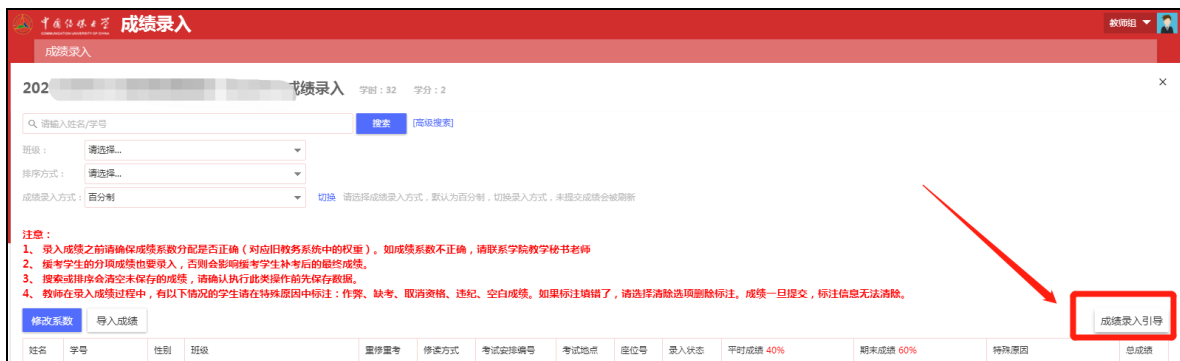 中国传媒大学 成绩录入 教师组
COMMUNICATION UNIVERSITY OF CHINA
成绩录入
202 成绩录入 学时：32 学分：2 ×
请输入姓名/学号 搜索 [高级搜索]
班级： 请选择...
排序方式： 请选择...
成绩录入方式： 百分制 切换 请选择成绩录入方式，默认为百分制，切换录入方式，未提交成绩会被刷新
注意：
1、 录入成绩之前请确保成绩系数分配是否正确（对应旧教务系统中的权重）。如成绩系数不正确，请联系学院教学秘书老师
2、 缓考学生的分项成绩也要录入，否则会影响缓考学生补考后的最终成绩。
3、 搜索或排序会清空未保存的成绩，请确认执行此类操作前先保存数据。
4、 教师在录入成绩过程中，有以下情况的学生请在特殊原因中标注：作弊、缺考、取消资格、违纪、空白成绩。如果标注填错了，请选择清除选项删除标注。成绩一旦提交，标注信息无法清除。
修改系数 导入成绩 成绩录入引导
姓名 学号 性别 班级 重修重考 修读方式 考试安排编号 考试地点 座位号 录入状态 平时成绩 40% 期末成绩 60% 特殊原因 总成绩